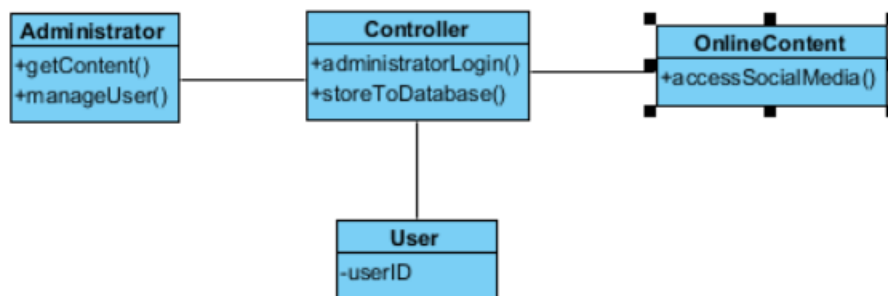 Administrator
+getContent()
+manageUser()
Controller
+administratorLogin()
+storeToDatabase()
OnlineContent
+accessSocialMedia()
User
-userID